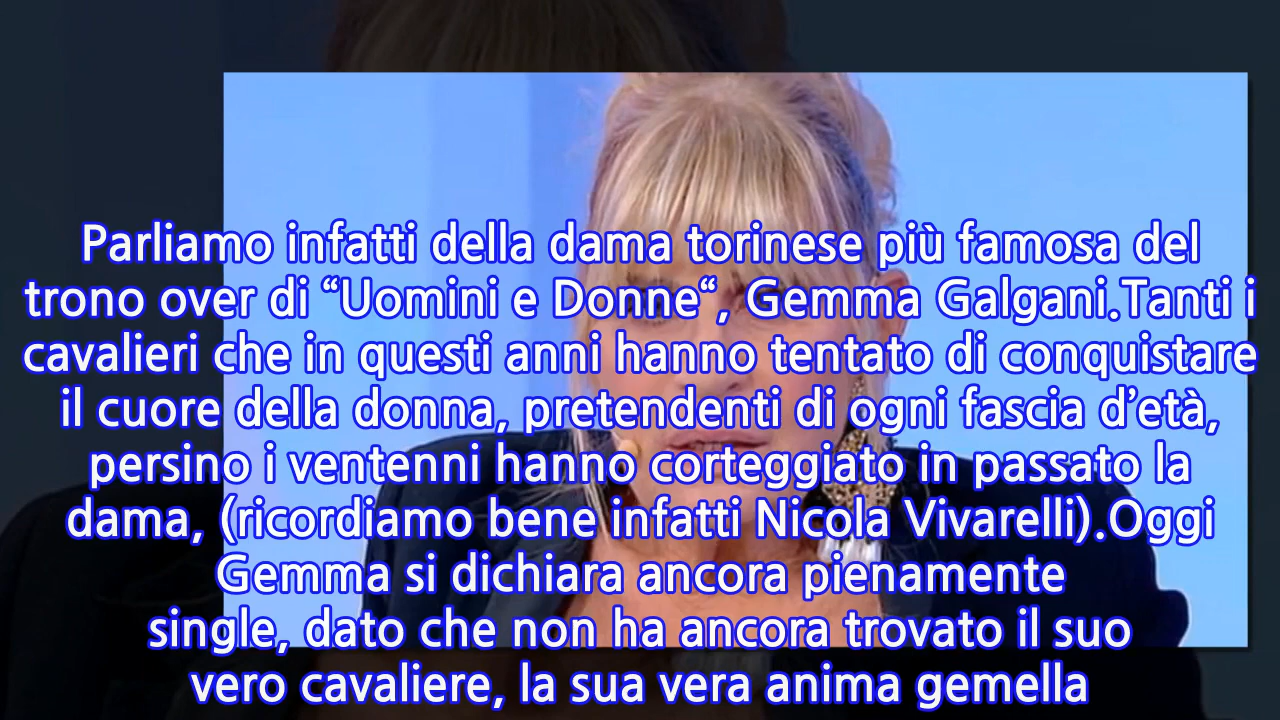 Parliamo infatti della dama torinese più famosa del
trono over di “Uomini e Donne“, Gemma Galgani.Tanti i
cavalieri che in questi anni hanno tentato di conquistare
il cuore della donna, pretendenti di ogni fascia d’età,
persino i ventenni hanno corteggiato in passato la
dama, (ricordiamo bene infatti Nicola Vivarelli).Oggi
Gemma si dichiara ancora pienamente
single, dato che non ha ancora trovato il suo
vero cavaliere, la sua vera anima gemella